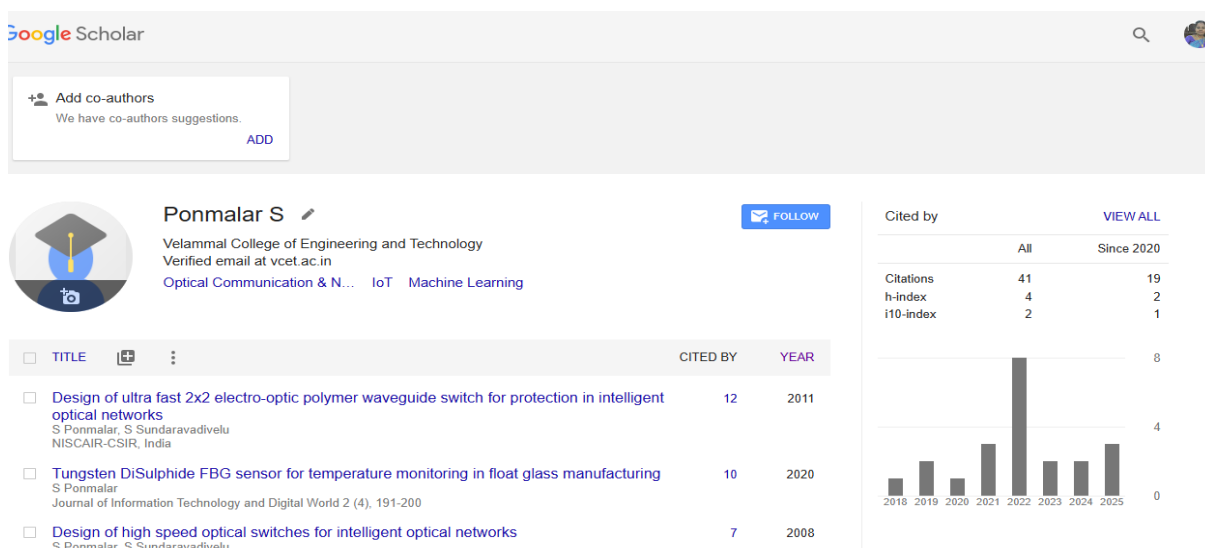 Google Scholar
Add co-authors
We have co-authors suggestions.
ADD
Ponmalar S
FOLLOW
Velammal College of Engineering and Technology
Verified email at vcet.ac.in
Optical Communication & N... IoT Machine Learning
TITLE CITED BY YEAR
Design of ultra fast 2x2 electro-optic polymer waveguide switch for protection in intelligent 12 2011
optical networks
S Ponmalar, S Sundaravadivelu
NISCAIR-CSIR, India
Tungsten DiSulphide FBG sensor for temperature monitoring in float glass manufacturing 10 2020
S Ponmalar
Journal of Information Technology and Digital World 2 (4), 191-200
Design of high speed optical switches for intelligent optical networks 7 2008
S Ponmalar, S Sundaravadivelu
Cited by VIEW ALL
All Since 2020
Citations 41 19
h-index 4 2
i10-index 2 1
8
4
0
2018 2019 2020 2021 2022 2023 2024 2025